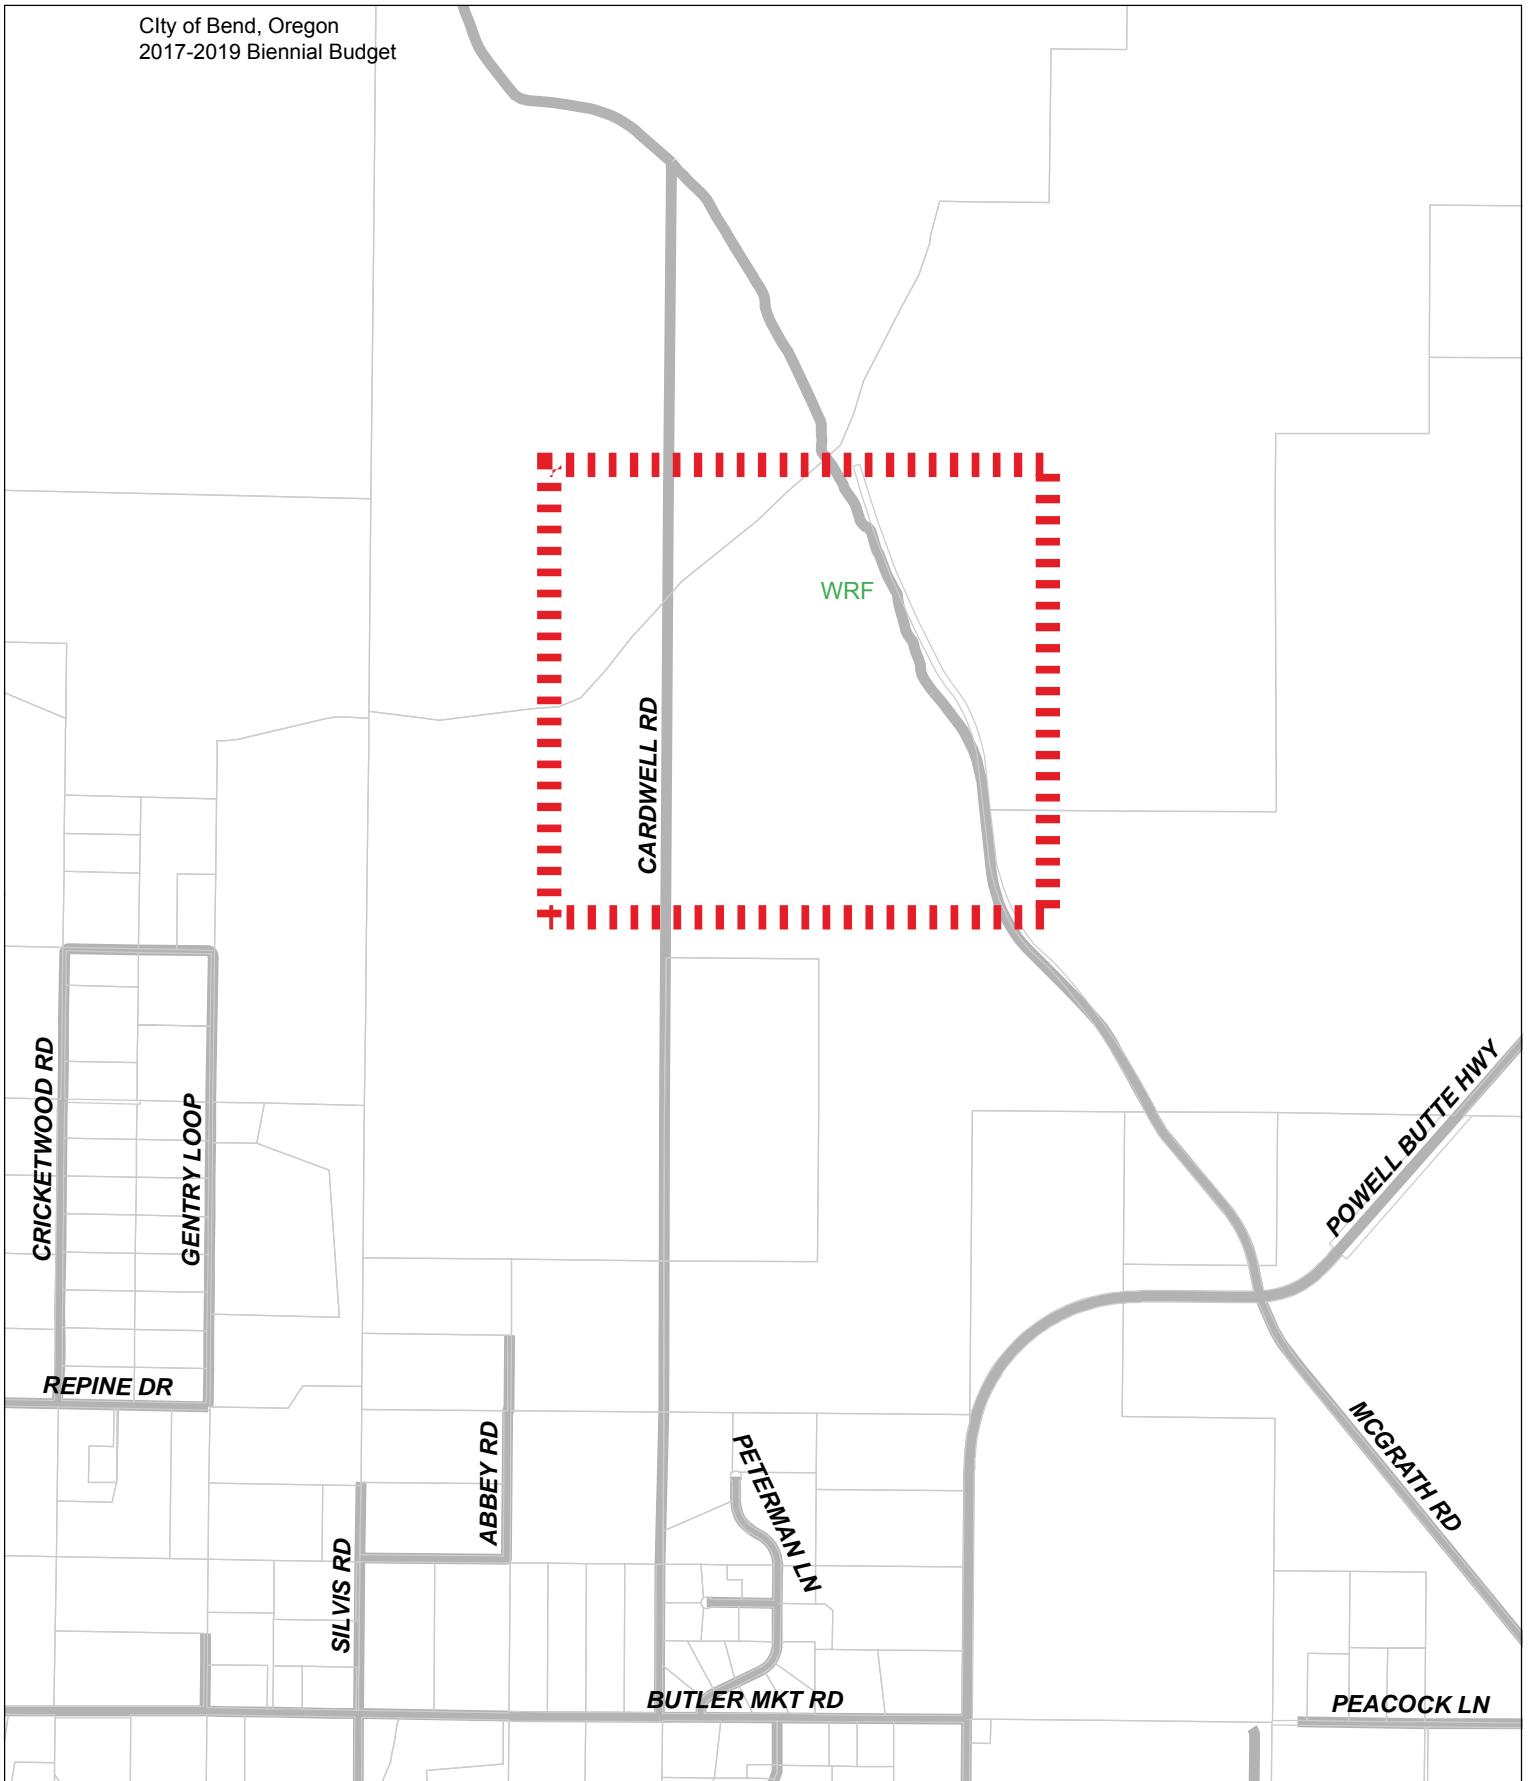 CIty of Bend, Oregon
2017-2019 Biennial Budget
WRF
CARDWELL RD
CRICKETWOOD RD
GENTRY LOOP
POWELL BUTTE HWY
REPINE DR
ABBEY RD
PETERMAN LN
MCGRATH RD
SILVIS RD
BUTLER MKT RD
PEACOCK LN